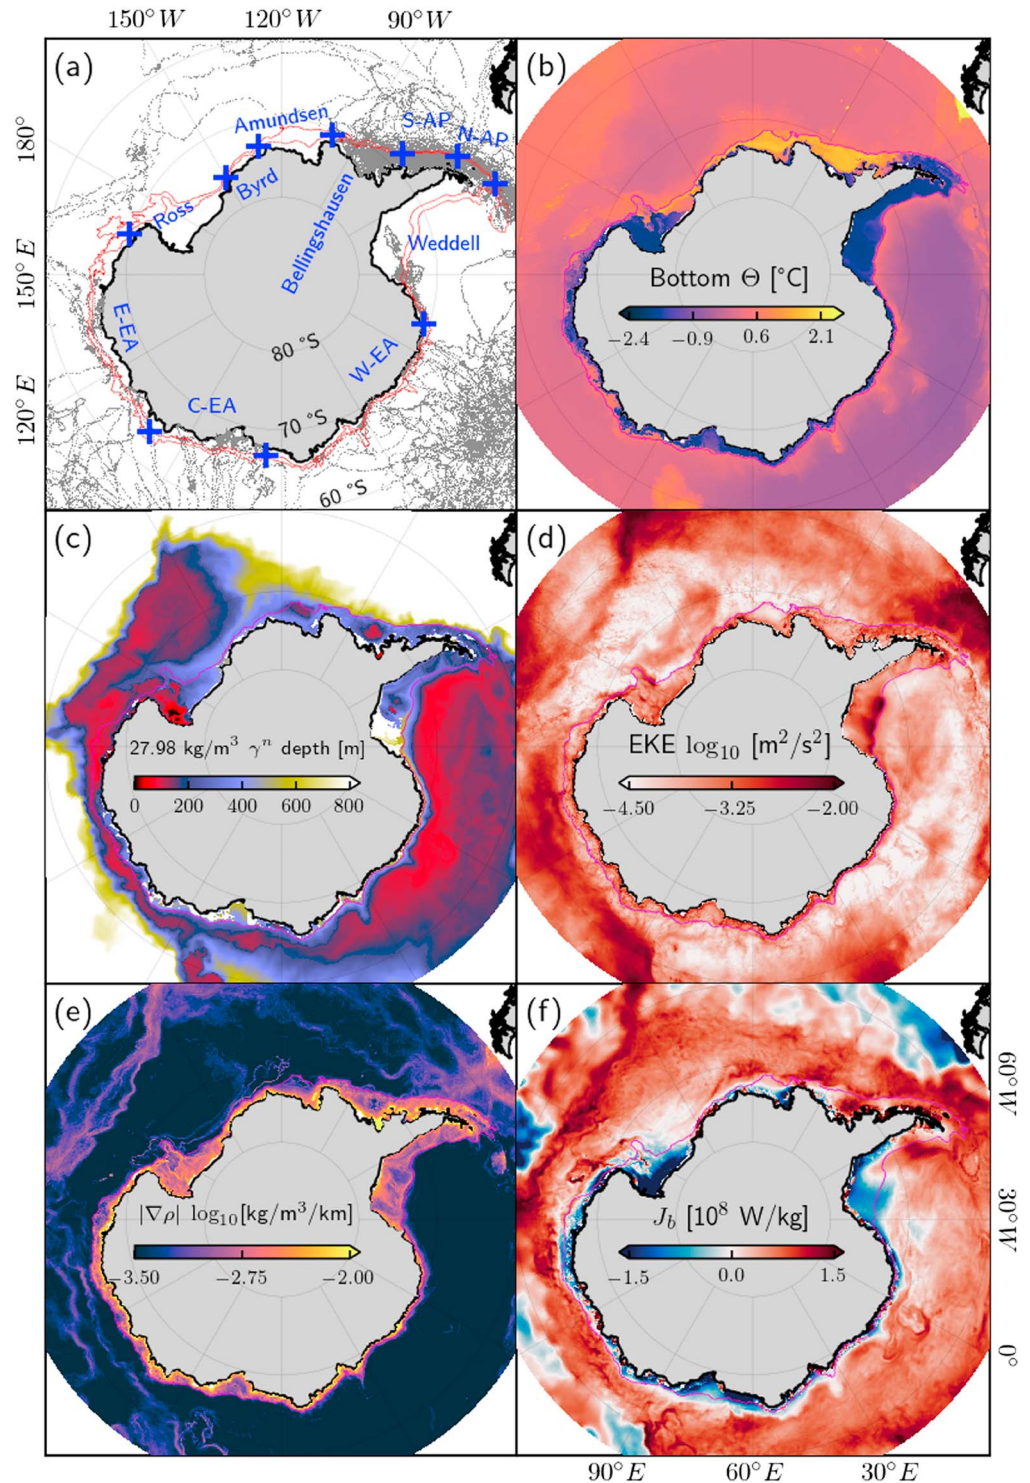 150°W 120°W 90°W
(a)
Amundsen
S-AP
N-AP
Byrd
Ross
Bellingshausen
Weddell
E-EA
W-EA
C-EA
80 °S
70 °S
60 °S
180°
150° E
120° E
(b)
Bottom Θ [°C]
−2.4 −0.9 0.6 2.1
(c)
27.98 kg/m³ γⁿ depth [m]
0 200 400 600 800
(d)
EKE log₁₀ [m²/s²]
−4.50 −3.25 −2.00
(e)
|∇ρ| log₁₀[kg/m³/km]
−3.50 −2.75 −2.00
(f)
J_b [10⁸ W/kg]
−1.5 0.0 1.5
60°W
30°W
0°
90°E 60°E 30°E